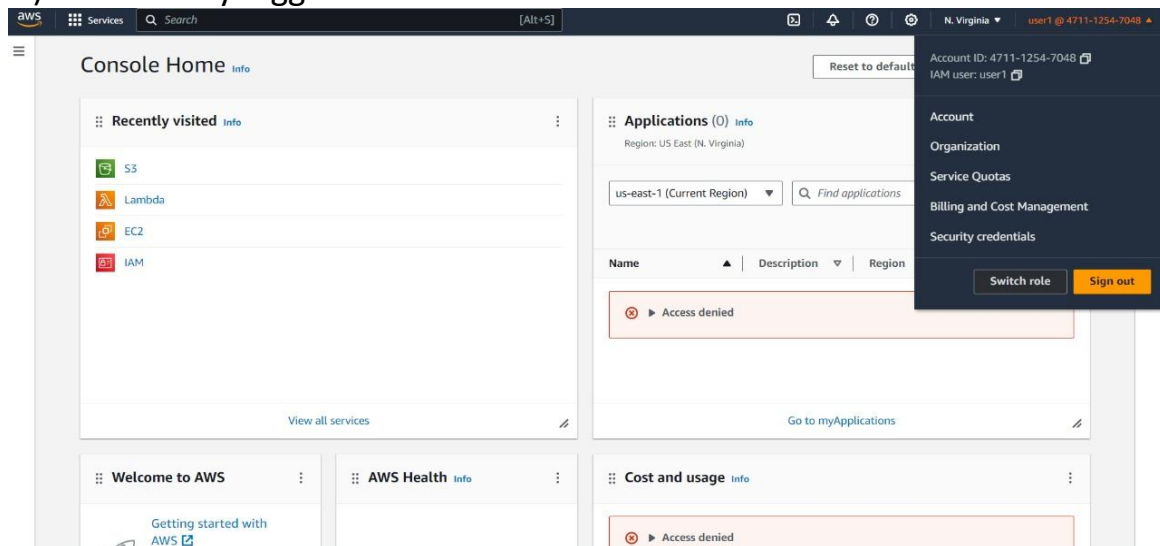 aws Services Search [Alt+S] N. Virginia user1 @ 4711-1254-7048
Account ID: 4711-1254-7048
IAM user: user1
Account
Organization
Service Quotas
Billing and Cost Management
Security credentials
Switch role Sign out
Console Home Info
Reset to default
Recently visited Info
S3
Lambda
EC2
IAM
View all services
Applications (0) Info
Region: US East (N. Virginia)
us-east-1 (Current Region) Find applications
Name Description Region
Access denied
Go to myApplications
Welcome to AWS
Getting started with
AWS
AWS Health Info
Cost and usage Info
Access denied